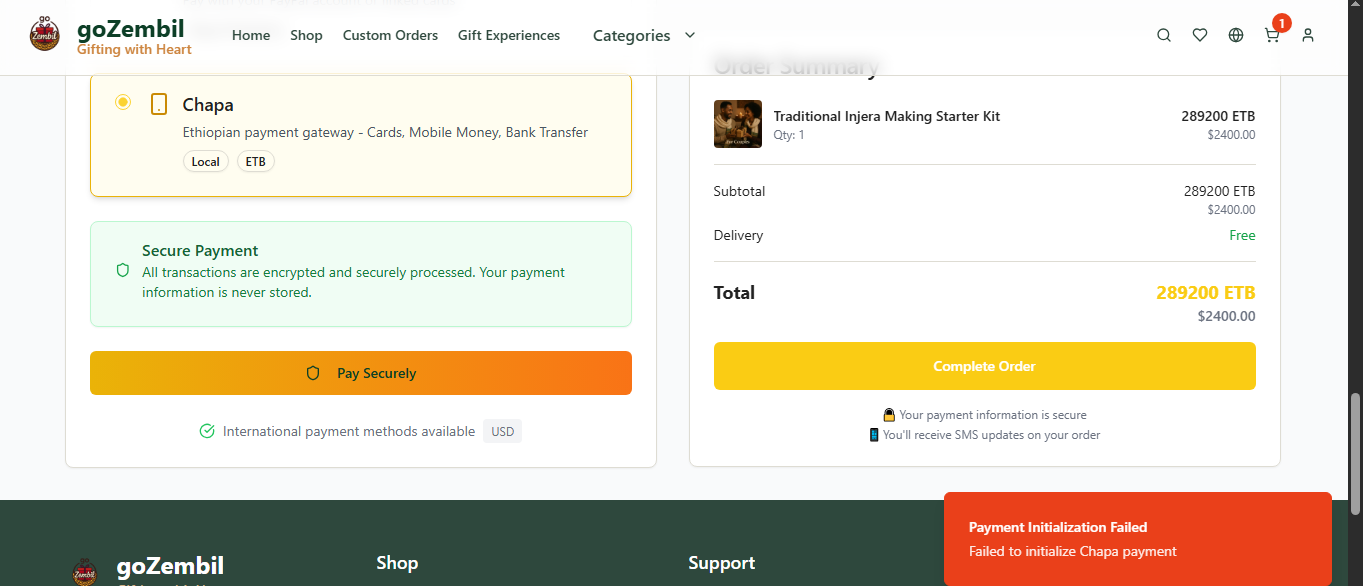 goZembil
Gifting with Heart
Home
Shop
Custom Orders
Gift Experiences
Categories
1
Order Summary
Chapa
Ethiopian payment gateway - Cards, Mobile Money, Bank Transfer
Local
ETB
Secure Payment
All transactions are encrypted and securely processed. Your payment
information is never stored.
Pay Securely
International payment methods available
USD
Traditional Injera Making Starter Kit
289200 ETB
Qty: 1
$2400.00
Subtotal
289200 ETB
$2400.00
Delivery
Free
Total
289200 ETB
$2400.00
Complete Order
Your payment information is secure
You'll receive SMS updates on your order
Payment Initialization Failed
Failed to initialize Chapa payment
goZembil
Shop
Support